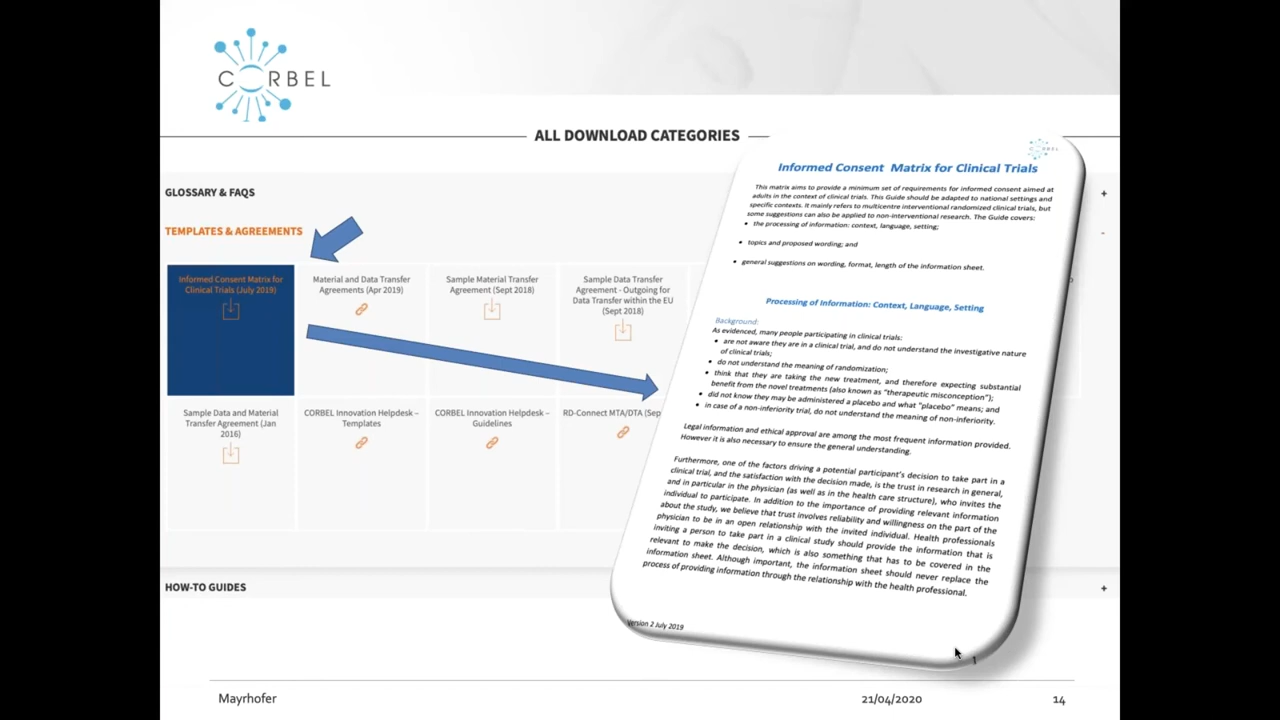 CORBEL
ALL DOWNLOAD CATEGORIES
GLOSSARY & FAQS
+
TEMPLATES & AGREEMENTS
-
Informed Consent Matrix for
Clinical Trials (July 2019)
Material and Data Transfer
Agreements (Apr 2019)
Sample Material Transfer
Agreement (Sept 2018)
Sample Data Transfer
Agreement - Outgoing for
Data Transfer within the EU
(Sept 2018)
Sample Data and Material
Transfer Agreement (Jan
2016)
CORBEL Innovation Helpdesk –
Templates
CORBEL Innovation Helpdesk –
Guidelines
RD-Connect MTA/DTA (Sep
HOW-TO GUIDES
+
CORBEL
Informed Consent Matrix for Clinical Trials
This matrix aims to provide a minimum set of requirements for informed consent aimed at
adults in the context of clinical trials. This Guide should be adapted to national settings and
specific contexts. It mainly refers to multicentre interventional randomized clinical trials, but
some suggestions can also be applied to non-interventional research. The Guide covers:
• the processing of information: context, language, setting;
• topics and proposed wording; and
• general suggestions on wording, format, length of the information sheet.
Processing of Information: Context, Language, Setting
Background:
As evidenced, many people participating in clinical trials:
• are not aware they are in a clinical trial, and do not understand the investigative nature
of clinical trials;
• do not understand the meaning of randomization;
• think that they are taking the new treatment, and therefore expecting substantial
benefit from the novel treatments (also known as "therapeutic misconception");
• did not know they may be administered a placebo and what "placebo" means; and
• in case of a non-inferiority trial, do not understand the meaning of non-inferiority.
Legal information and ethical approval are among the most frequent information provided.
However it is also necessary to ensure the general understanding.
Furthermore, one of the factors driving a potential participant's decision to take part in a
clinical trial, and the satisfaction with the decision made, is the trust in research in general,
and in particular in the physician (as well as in the health care structure), who invites the
individual to participate. In addition to the importance of providing relevant information
about the study, we believe that trust involves reliability and willingness on the part of the
physician to be in an open relationship with the invited individual. Health professionals
inviting a person to take part in a clinical study should provide the information that is
relevant to make the decision, which is also something that has to be covered in the
information sheet. Although important, the information sheet should never replace the
process of providing information through the relationship with the health professional.
Version 2 July 2019
1
Mayrhofer
21/04/2020
14